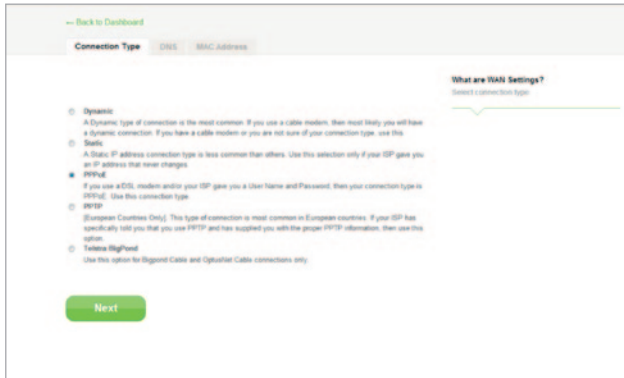 ← Back to Dashboard
Connection Type
DNS
MAC Address
What are WAN Settings?
Select connection type
Dynamic
A Dynamic type of connection is the most common. If you use a cable modem, then most likely you will have
a dynamic connection. If you have a cable modem or you are not sure of your connection type, use this.
Static
A Static IP address connection type is less common than others. Use this selection only if your ISP gave you
an IP address that never changes.
PPPoE
If you use a DSL modem and/or your ISP gave you a User Name and Password, then your connection type is
PPPoE. Use this connection type.
PPTP
[European Countries Only]. This type of connection is most common in European countries. If your ISP has
specifically told you that you use PPTP and has supplied you with the proper PPTP information, then use this
option.
Telstra BigPond
Use this option for Bigpond Cable and OptusNet Cable connections only.
Next